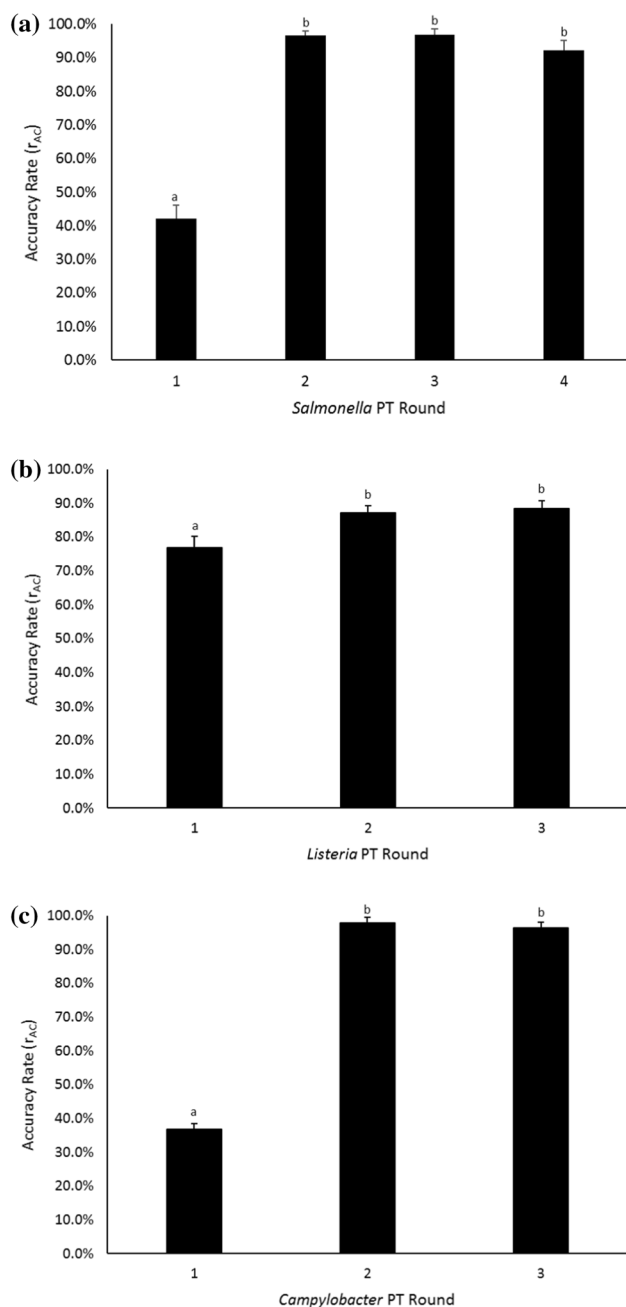 (a)
100.0%
90.0%
80.0%
70.0%
60.0%
50.0%
40.0%
30.0%
20.0%
10.0%
0.0%
Accuracy Rate (rAC)
a
b
b
b
1 2 3 4
Salmonella PT Round
(b)
100.0%
90.0%
80.0%
70.0%
60.0%
50.0%
40.0%
30.0%
20.0%
10.0%
0.0%
Accuracy Rate (rAC)
a
b
b
1 2 3
Listeria PT Round
(c)
100.0%
90.0%
80.0%
70.0%
60.0%
50.0%
40.0%
30.0%
20.0%
10.0%
0.0%
Accuracy Rate (rAC)
a
b
b
1 2 3
Campylobacter PT Round